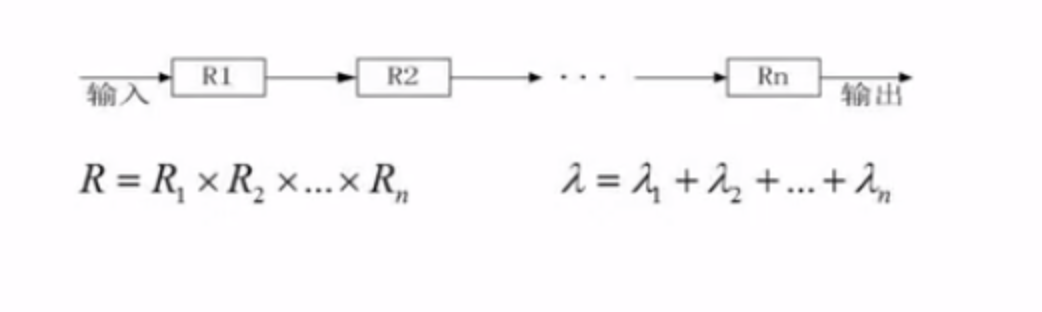 R1 R2 ··· Rn
输入 输出
R = R₁ × R₂ × ... × Rₙ λ = λ₁ + λ₂ + ... + λₙ